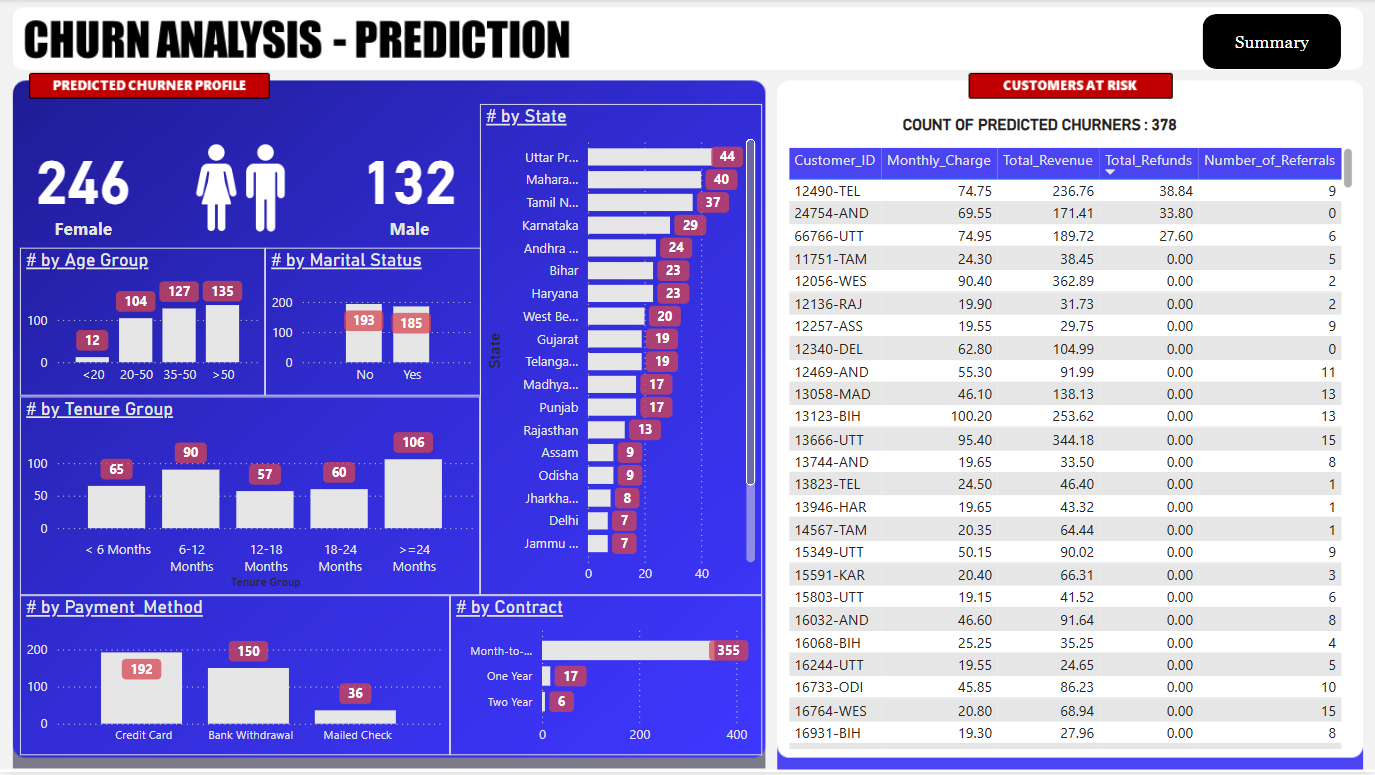 CHURN ANALYSIS - PREDICTION
Summary
PREDICTED CHURNER PROFILE
246
Female
132
Male
# by Age Group
100
0
12
104
127
135
<20
20-50
35-50
>50
# by Marital Status
200
100
0
193
185
No
Yes
# by Tenure Group
100
50
0
65
90
57
60
106
< 6 Months
6-12 Months
12-18 Months
18-24 Months
>=24 Months
Tenure Group
# by Payment_Method
200
100
0
192
150
36
Credit Card
Bank Withdrawal
Mailed Check
# by State
State
Uttar Pr... 44
Mahara... 40
Tamil N... 37
Karnataka 29
Andhra ... 24
Bihar 23
Haryana 23
West Be... 20
Gujarat 19
Telanga... 19
Madhya... 17
Punjab 17
Rajasthan 13
Assam 9
Odisha 9
Jharkha... 8
Delhi 7
Jammu ... 7
0 20 40
# by Contract
Month-to-... 355
One Year 17
Two Year 6
0 200 400
CUSTOMERS AT RISK
COUNT OF PREDICTED CHURNERS : 378
Customer_ID Monthly_Charge Total_Revenue Total_Refunds Number_of_Referrals
12490-TEL 74.75 236.76 38.84 9
24754-AND 69.55 171.41 33.80 0
66766-UTT 74.95 189.72 27.60 6
11751-TAM 24.30 38.45 0.00 5
12056-WES 90.40 362.89 0.00 2
12136-RAJ 19.90 31.73 0.00 2
12257-ASS 19.55 29.75 0.00 9
12340-DEL 62.80 104.99 0.00 0
12469-AND 55.30 91.99 0.00 11
13058-MAD 46.10 138.13 0.00 13
13123-BIH 100.20 253.62 0.00 13
13666-UTT 95.40 344.18 0.00 15
13744-AND 19.65 33.50 0.00 8
13823-TEL 24.50 46.40 0.00 1
13946-HAR 19.65 43.32 0.00 1
14567-TAM 20.35 64.44 0.00 1
15349-UTT 50.15 90.02 0.00 9
15591-KAR 20.40 66.31 0.00 3
15803-UTT 19.15 41.52 0.00 6
16032-AND 46.60 91.64 0.00 8
16068-BIH 25.25 35.25 0.00 4
16244-UTT 19.55 24.65 0.00 5
16733-ODI 45.85 86.23 0.00 10
16764-WES 20.80 68.94 0.00 15
16931-BIH 19.30 27.96 0.00 8